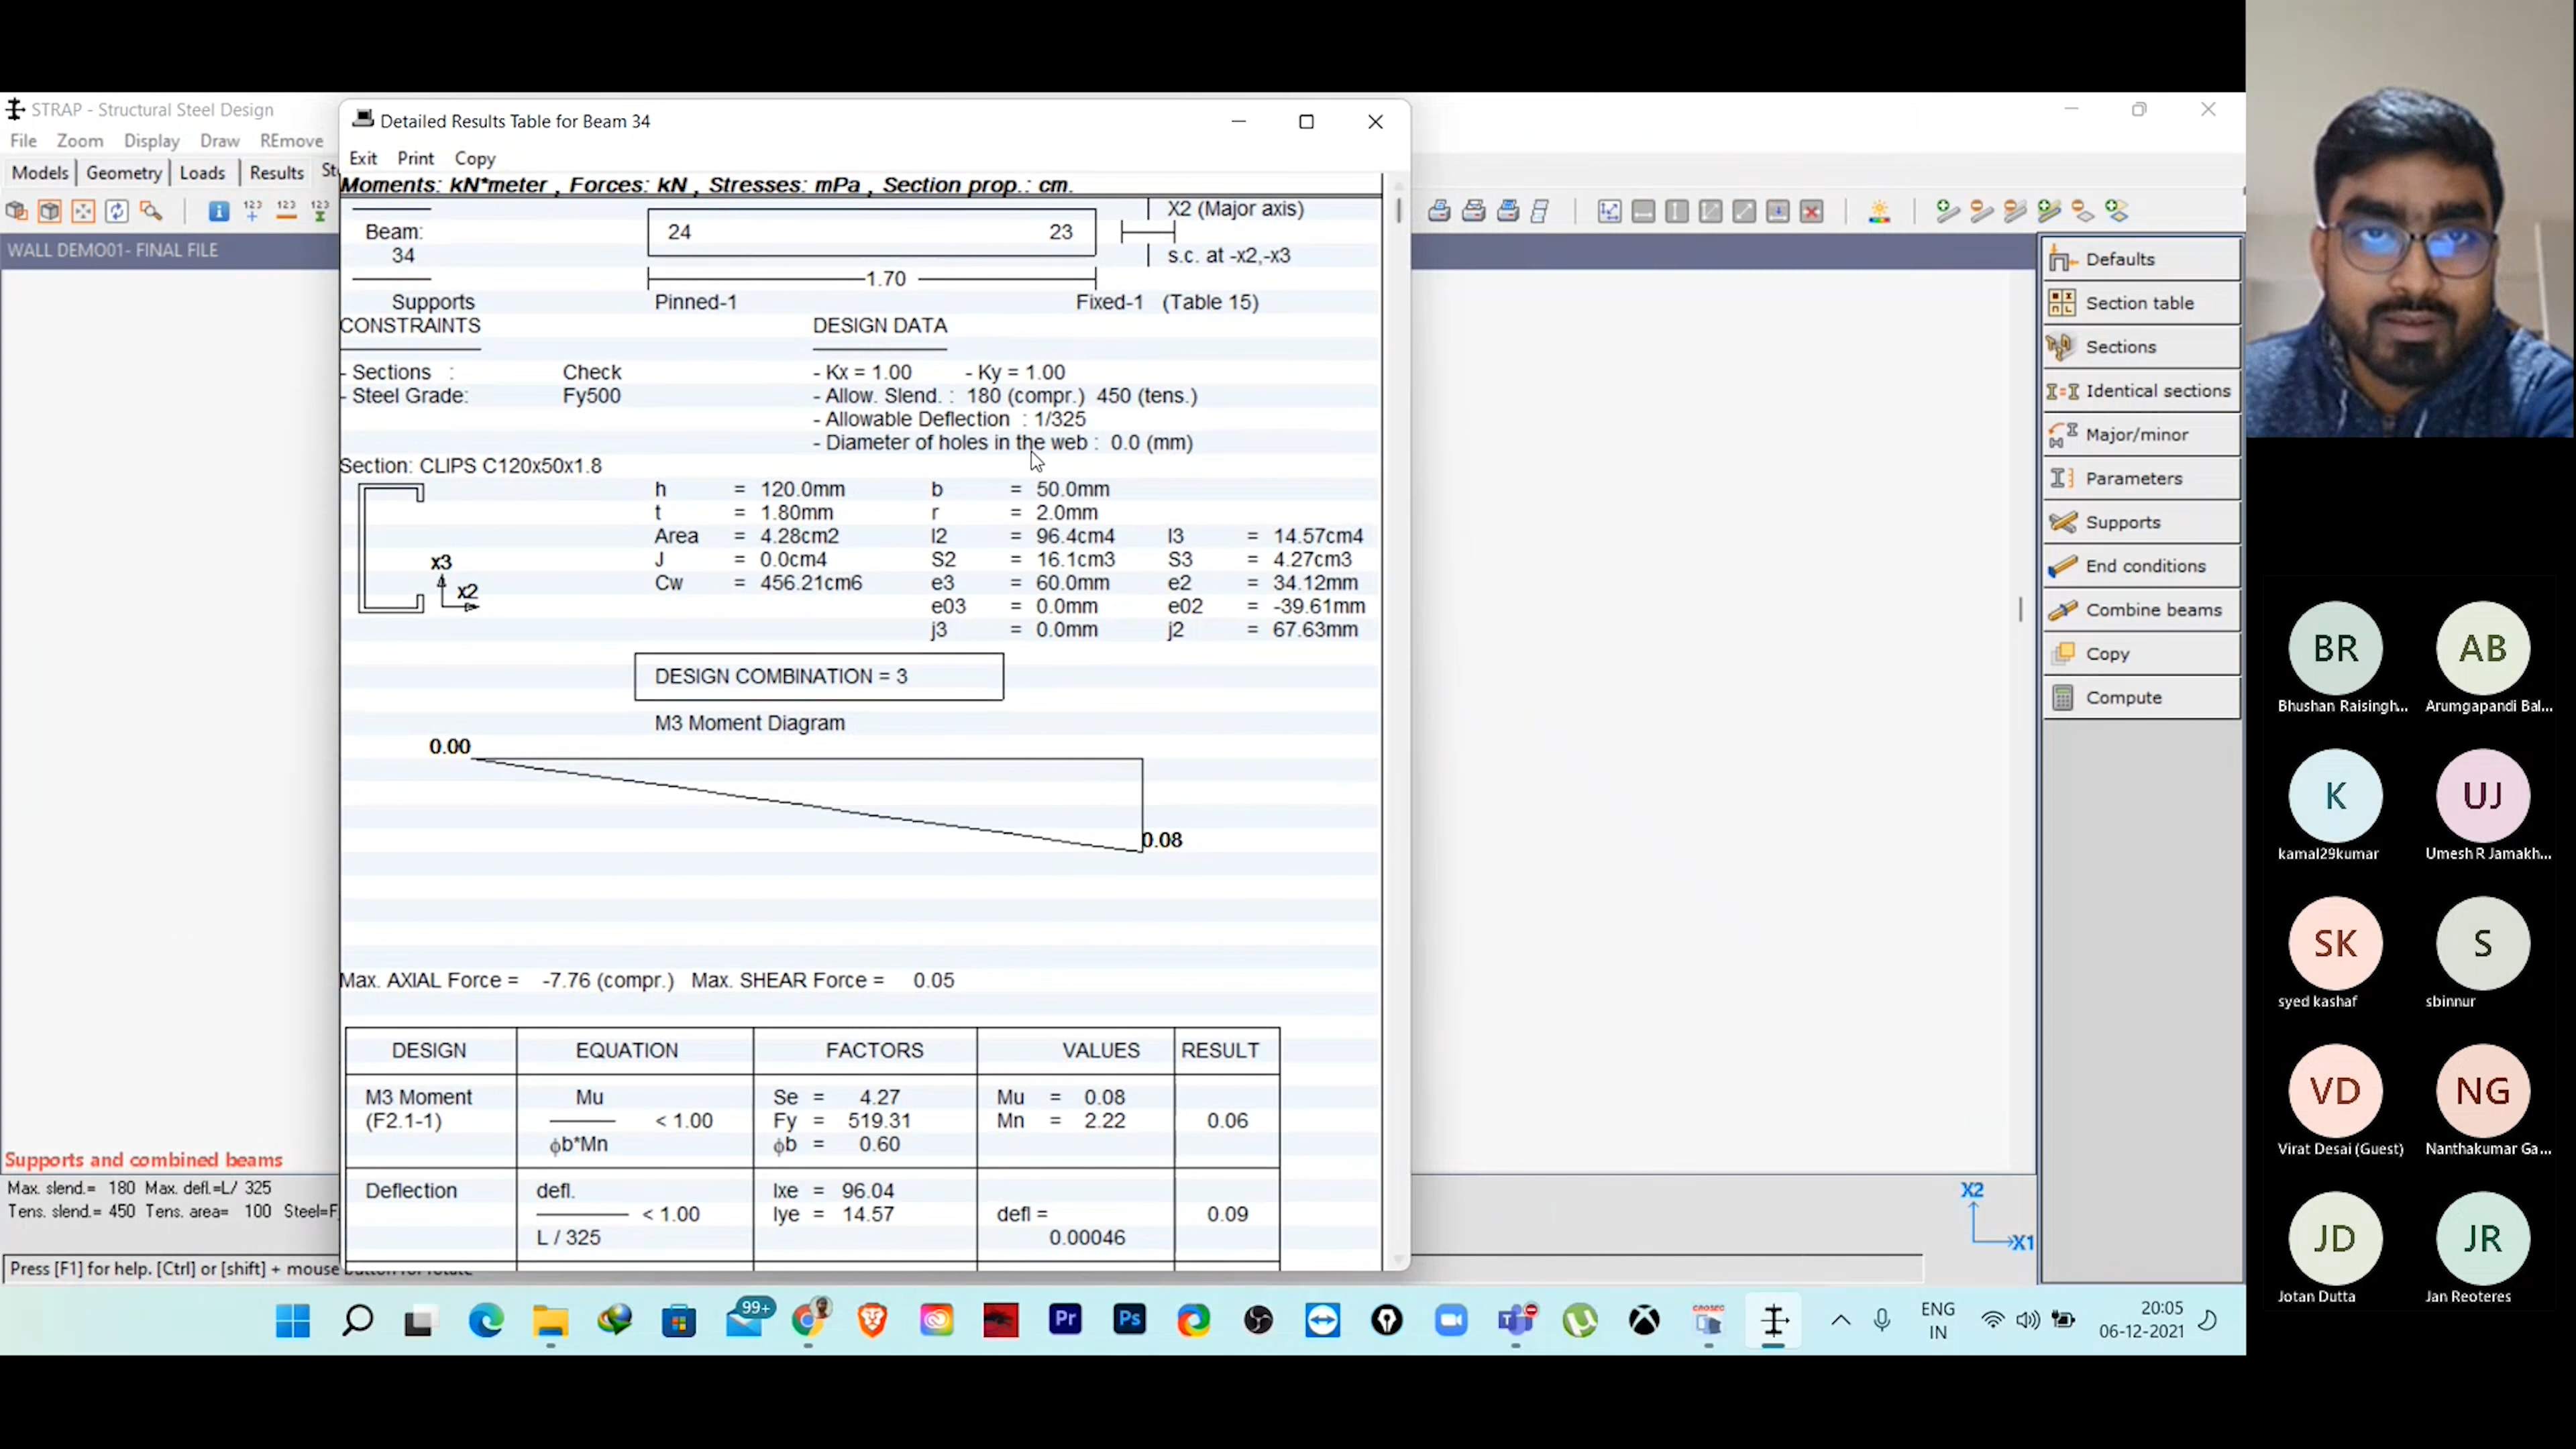 STRAP - Structural Steel Design
File Zoom Display Draw REmove
Models Geometry Loads Results
WALL DEMO01- FINAL FILE
Detailed Results Table for Beam 34
Exit Print Copy
Moments: kN*meter , Forces: kN , Stresses: mPa , Section prop.: cm.
Beam: 24 23 X2 (Major axis)
34 s.c. at -x2,-x3
1.70
Supports Pinned-1 Fixed-1 (Table 15)
CONSTRAINTS DESIGN DATA
- Sections : Check - Kx = 1.00 - Ky = 1.00
- Steel Grade: Fy500 - Allow. Slend. : 180 (compr.) 450 (tens.)
- Allowable Deflection : 1/325
- Diameter of holes in the web : 0.0 (mm)
Section: CLIPS C120x50x1.8
h = 120.0mm b = 50.0mm
t = 1.80mm r = 2.0mm
Area = 4.28cm2 I2 = 96.4cm4 I3 = 14.57cm4
J = 0.0cm4 S2 = 16.1cm3 S3 = 4.27cm3
Cw = 456.21cm6 e3 = 60.0mm e2 = 34.12mm
e03 = 0.0mm e02 = -39.61mm
j3 = 0.0mm j2 = 67.63mm
x3
x2
DESIGN COMBINATION = 3
M3 Moment Diagram
0.00
0.08
Max. AXIAL Force = -7.76 (compr.) Max. SHEAR Force = 0.05
DESIGN EQUATION FACTORS VALUES RESULT
M3 Moment Mu Se = 4.27 Mu = 0.08
(F2.1-1) < 1.00 Fy = 519.31 Mn = 2.22 0.06
ϕb*Mn ϕb = 0.60
Deflection defl. Ixe = 96.04
< 1.00 Iye = 14.57 defl = 0.09
L / 325 0.00046
Supports and combined beams
Max. slend.= 180 Max. defl.=L/ 325
Tens. slend.= 450 Tens. area= 100 Steel=F
Press [F1] for help. [Ctrl] or [shift] + mouse
X2
X1
Defaults
Section table
Sections
Identical sections
Major/minor
Parameters
Supports
End conditions
Combine beams
Copy
Compute
99+
Pr
Ps
CROSEC
ENG
IN
20:05
06-12-2021
BR AB
Bhushan Raisingh... Arumgapandi Bal...
K UJ
kamal29kumar Umesh R Jamakh...
SK S
syed kashaf sbinnur
VD NG
Virat Desai (Guest) Nanthakumar Ga...
JD JR
Jotan Dutta Jan Reoteres